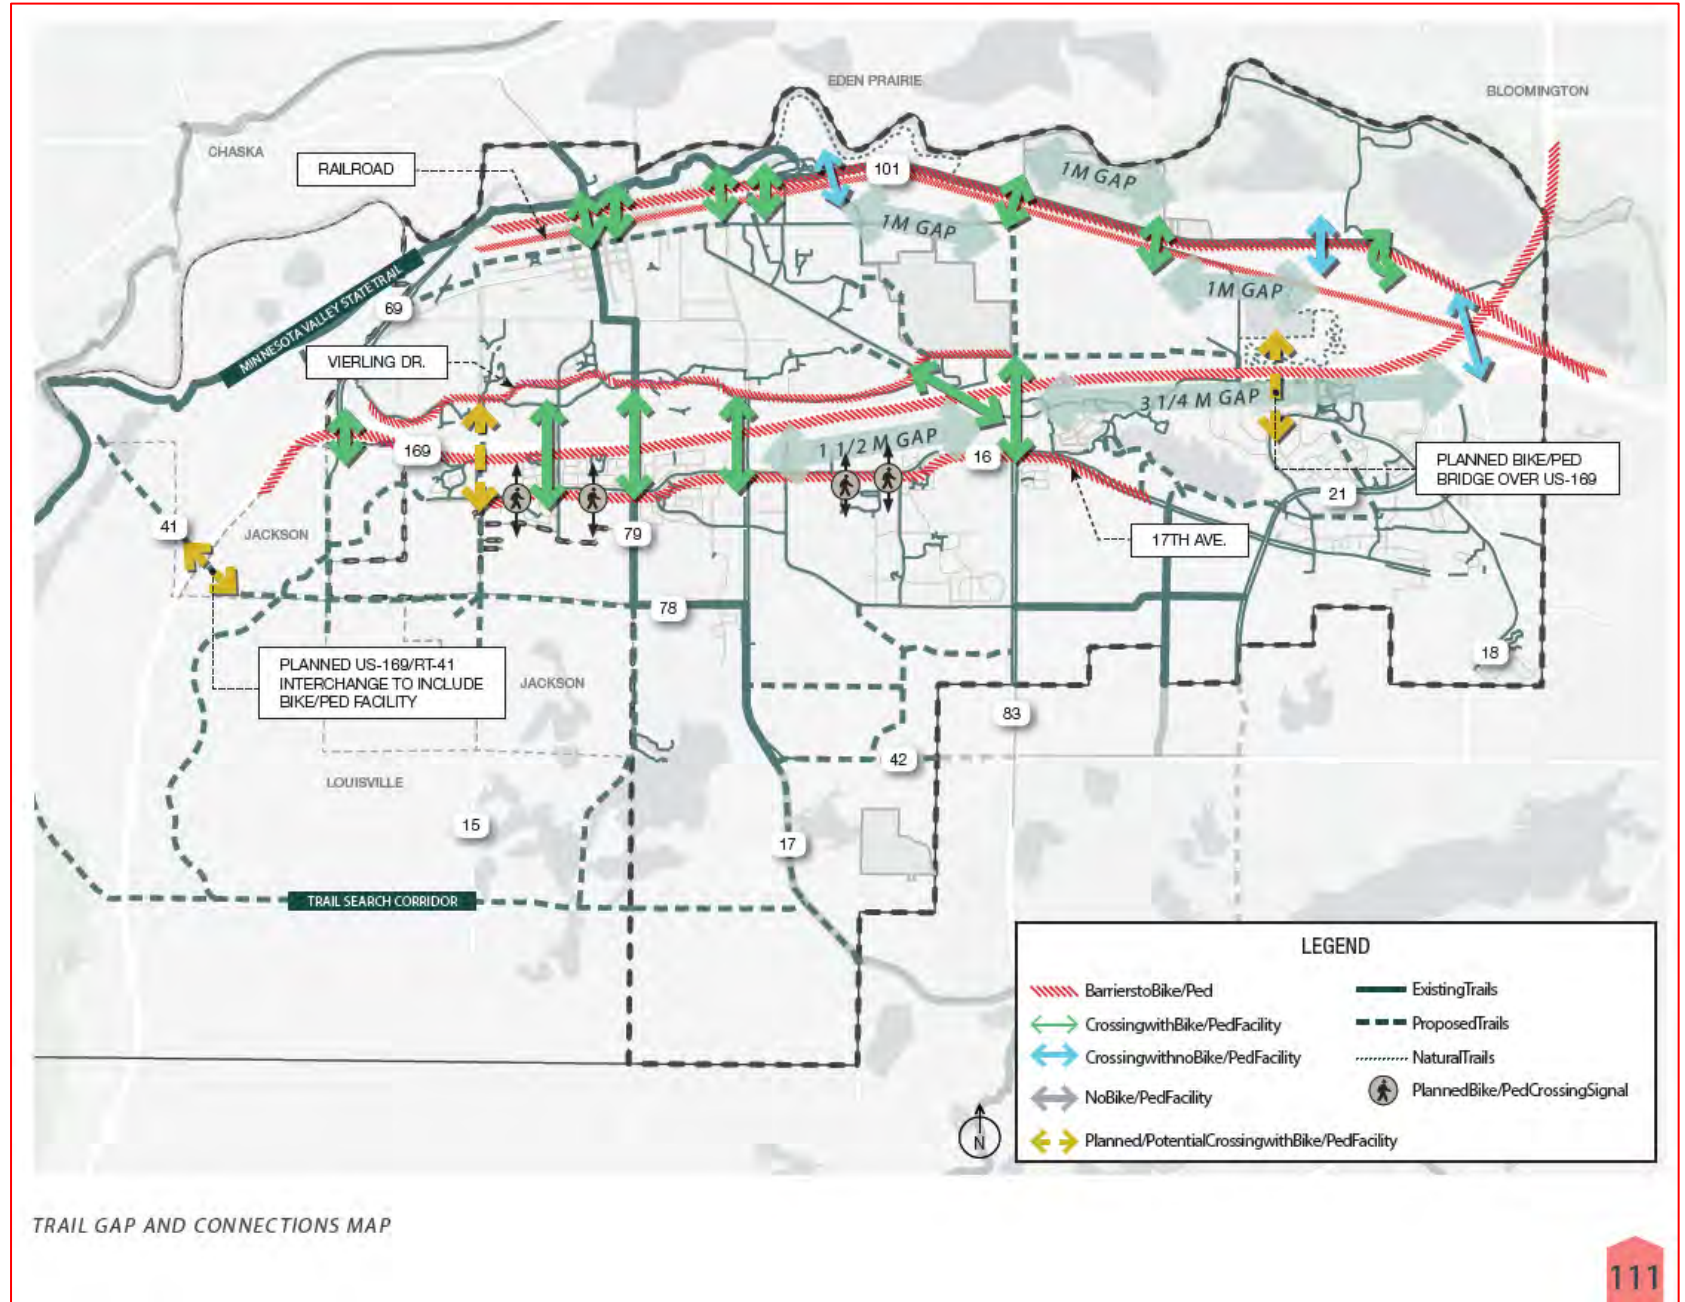 EDEN PRAIRIE
BLOOMINGTON
CHASKA
RAILROAD
101
1M GAP
1M GAP
1M GAP
MINNESOTA VALLEY STATE TRAIL
69
VIERLING DR.
3 1/4 M GAP
1 1/2 M GAP
169
16
PLANNED BIKE/PED
BRIDGE OVER US-169
21
41
JACKSON
79
17TH AVE.
78
PLANNED US-169/RT-41
INTERCHANGE TO INCLUDE
BIKE/PED FACILITY
JACKSON
18
83
42
LOUISVILLE
15
17
TRAIL SEARCH CORRIDOR
LEGEND
BarrierstoBike/Ped
CrossingwithBike/PedFacility
CrossingwithnoBike/PedFacility
NoBike/PedFacility
Planned/PotentialCrossingwithBike/PedFacility
ExistingTrails
ProposedTrails
NaturalTrails
PlannedBike/PedCrossingSignal
N
TRAIL GAP AND CONNECTIONS MAP
111